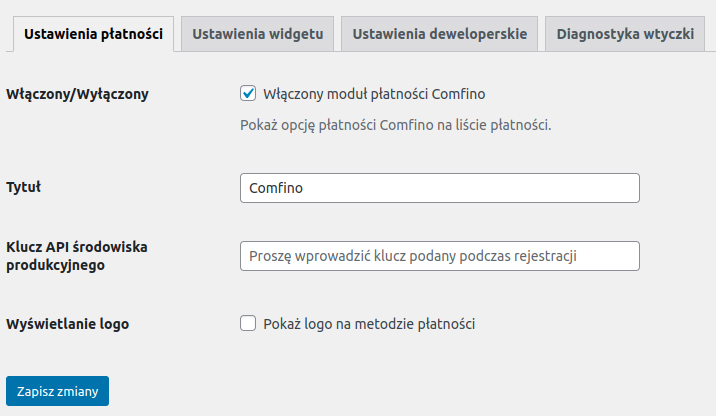 Ustawienia płatności Ustawienia widgetu Ustawienia deweloperskie Diagnostyka wtyczki
Włączony/Wyłączony Włączony moduł płatności Comfino
Pokaż opcję płatności Comfino na liście płatności.
Tytuł Comfino
Klucz API środowiska
produkcyjnego
Proszę wprowadzić klucz podany podczas rejestracji
Wyświetlanie logo Pokaż logo na metodzie płatności
Zapisz zmiany